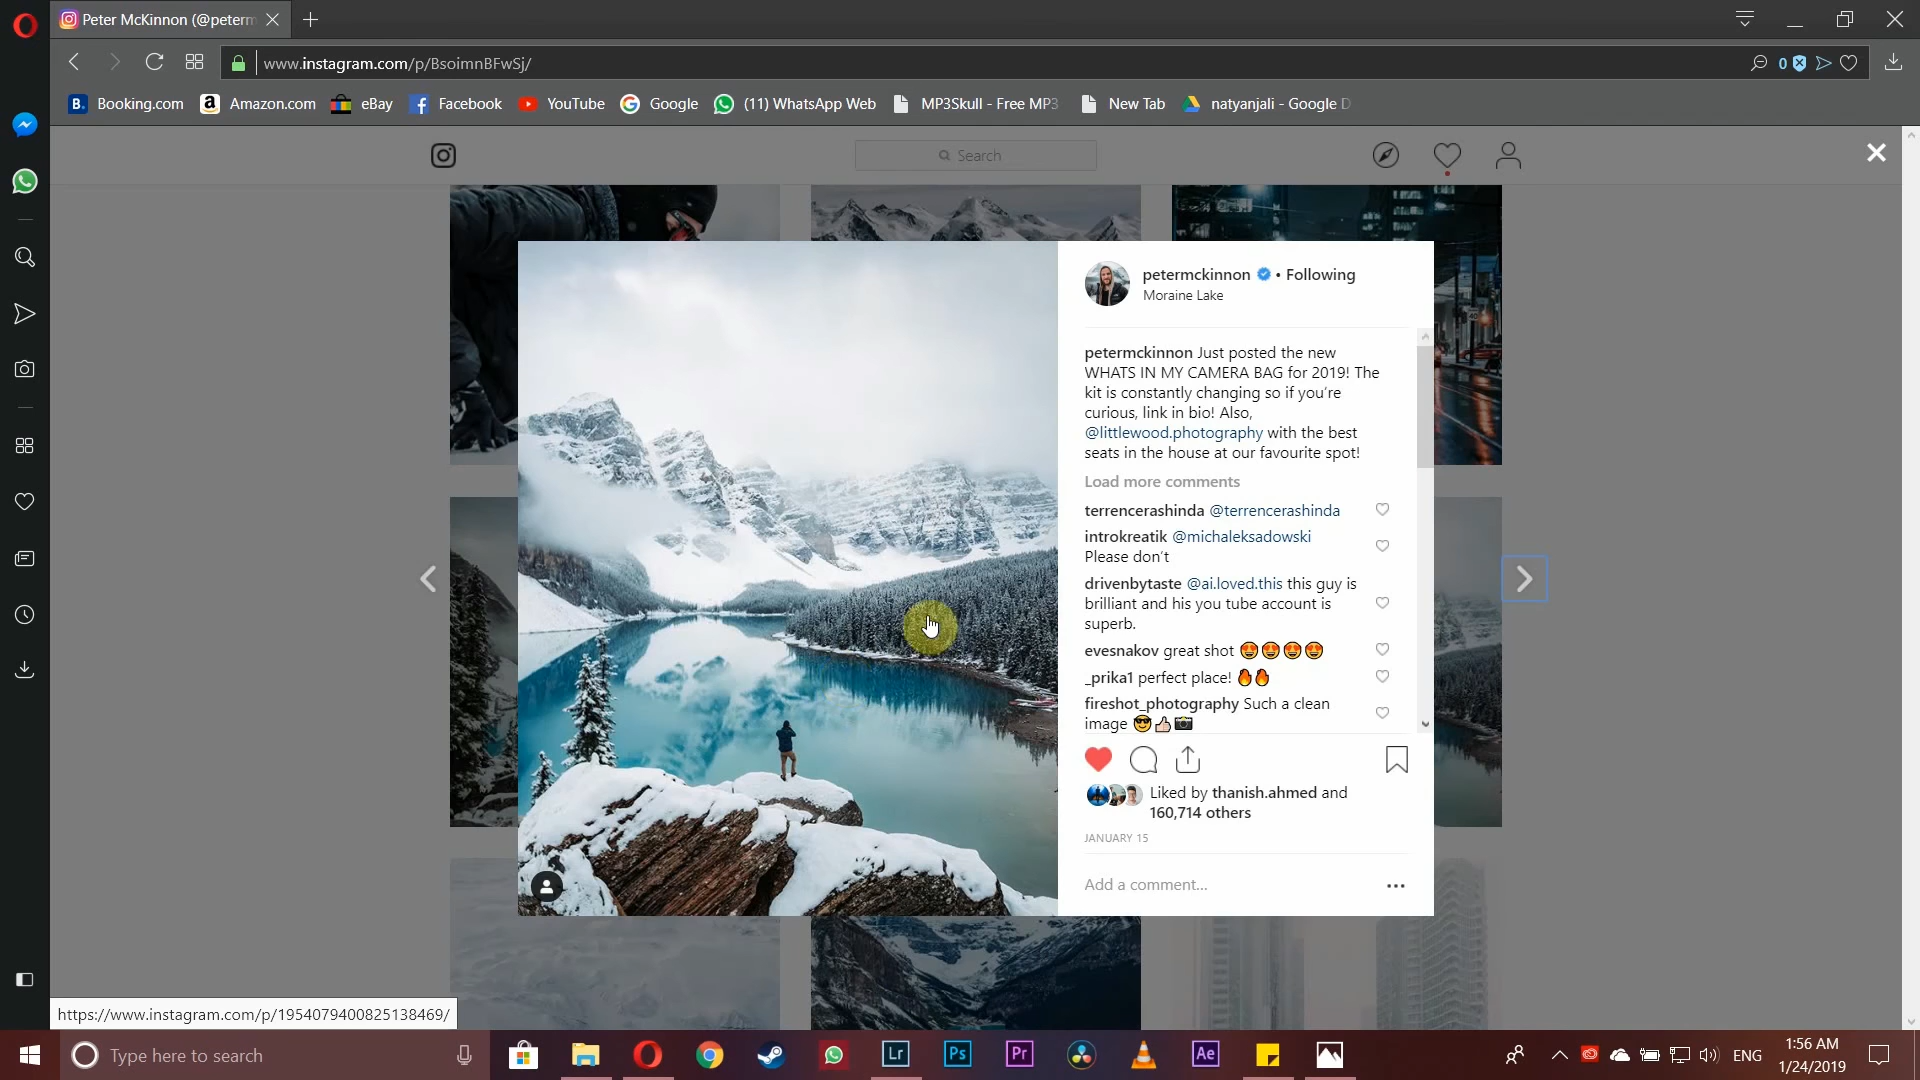 Peter McKinnon (@peterm
www.instagram.com/p/BsoimnBFwSj/
0
B. Booking.com
a Amazon.com
eBay
Facebook
YouTube
Google
(11) WhatsApp Web
MP3Skull - Free MP3
New Tab
natyanjali - Google D
Search
petermckinnon • Following
Moraine Lake
petermckinnon Just posted the new
WHATS IN MY CAMERA BAG for 2019! The
kit is constantly changing so if you're
curious, link in bio! Also,
@littlewood.photography with the best
seats in the house at our favourite spot!
Load more comments
terrencerashinda @terrencerashinda
introkreatik @michaleksadowski
Please don't
drivenbytaste @ai.loved.this this guy is
brilliant and his you tube account is
superb.
evesnakov great shot 😍😍😍😍
_prika1 perfect place! 🔥🔥
fireshot_photography Such a clean
image 😎👍📷
Liked by thanish.ahmed and
160,714 others
JANUARY 15
Add a comment...
https://www.instagram.com/p/1954079400825138469/
Type here to search
Lr
Ps
Pr
Ae
ENG
1:56 AM
1/24/2019